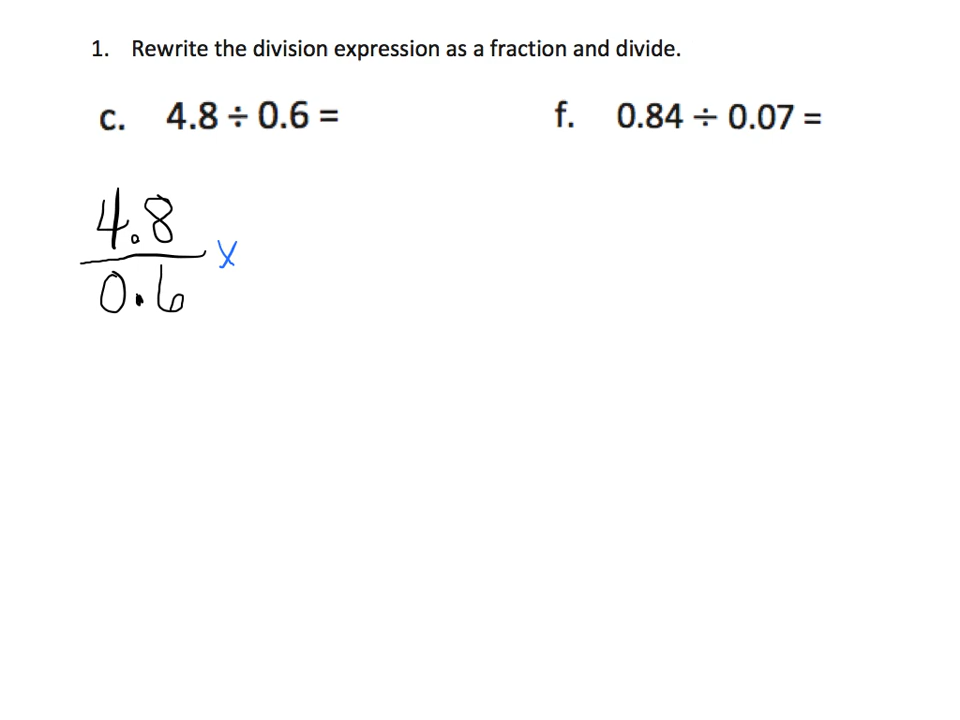 1. Rewrite the division expression as a fraction and divide.
c. 4.8 ÷ 0.6 = f. 0.84 ÷ 0.07 =
4.8
x
0.6